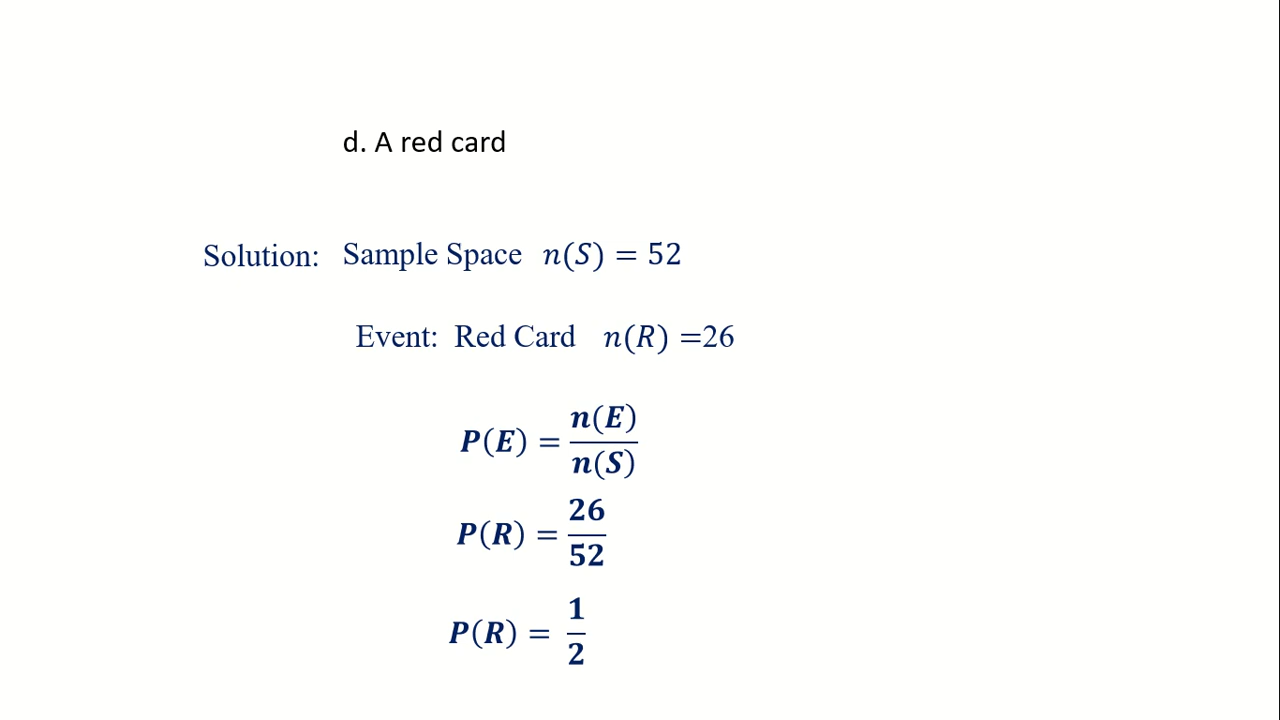 d. A red card
Solution: Sample Space n(S) = 52
Event: Red Card n(R) =26
P(E) = n(E)/n(S)
P(R) = 26/52
P(R) = 1/2